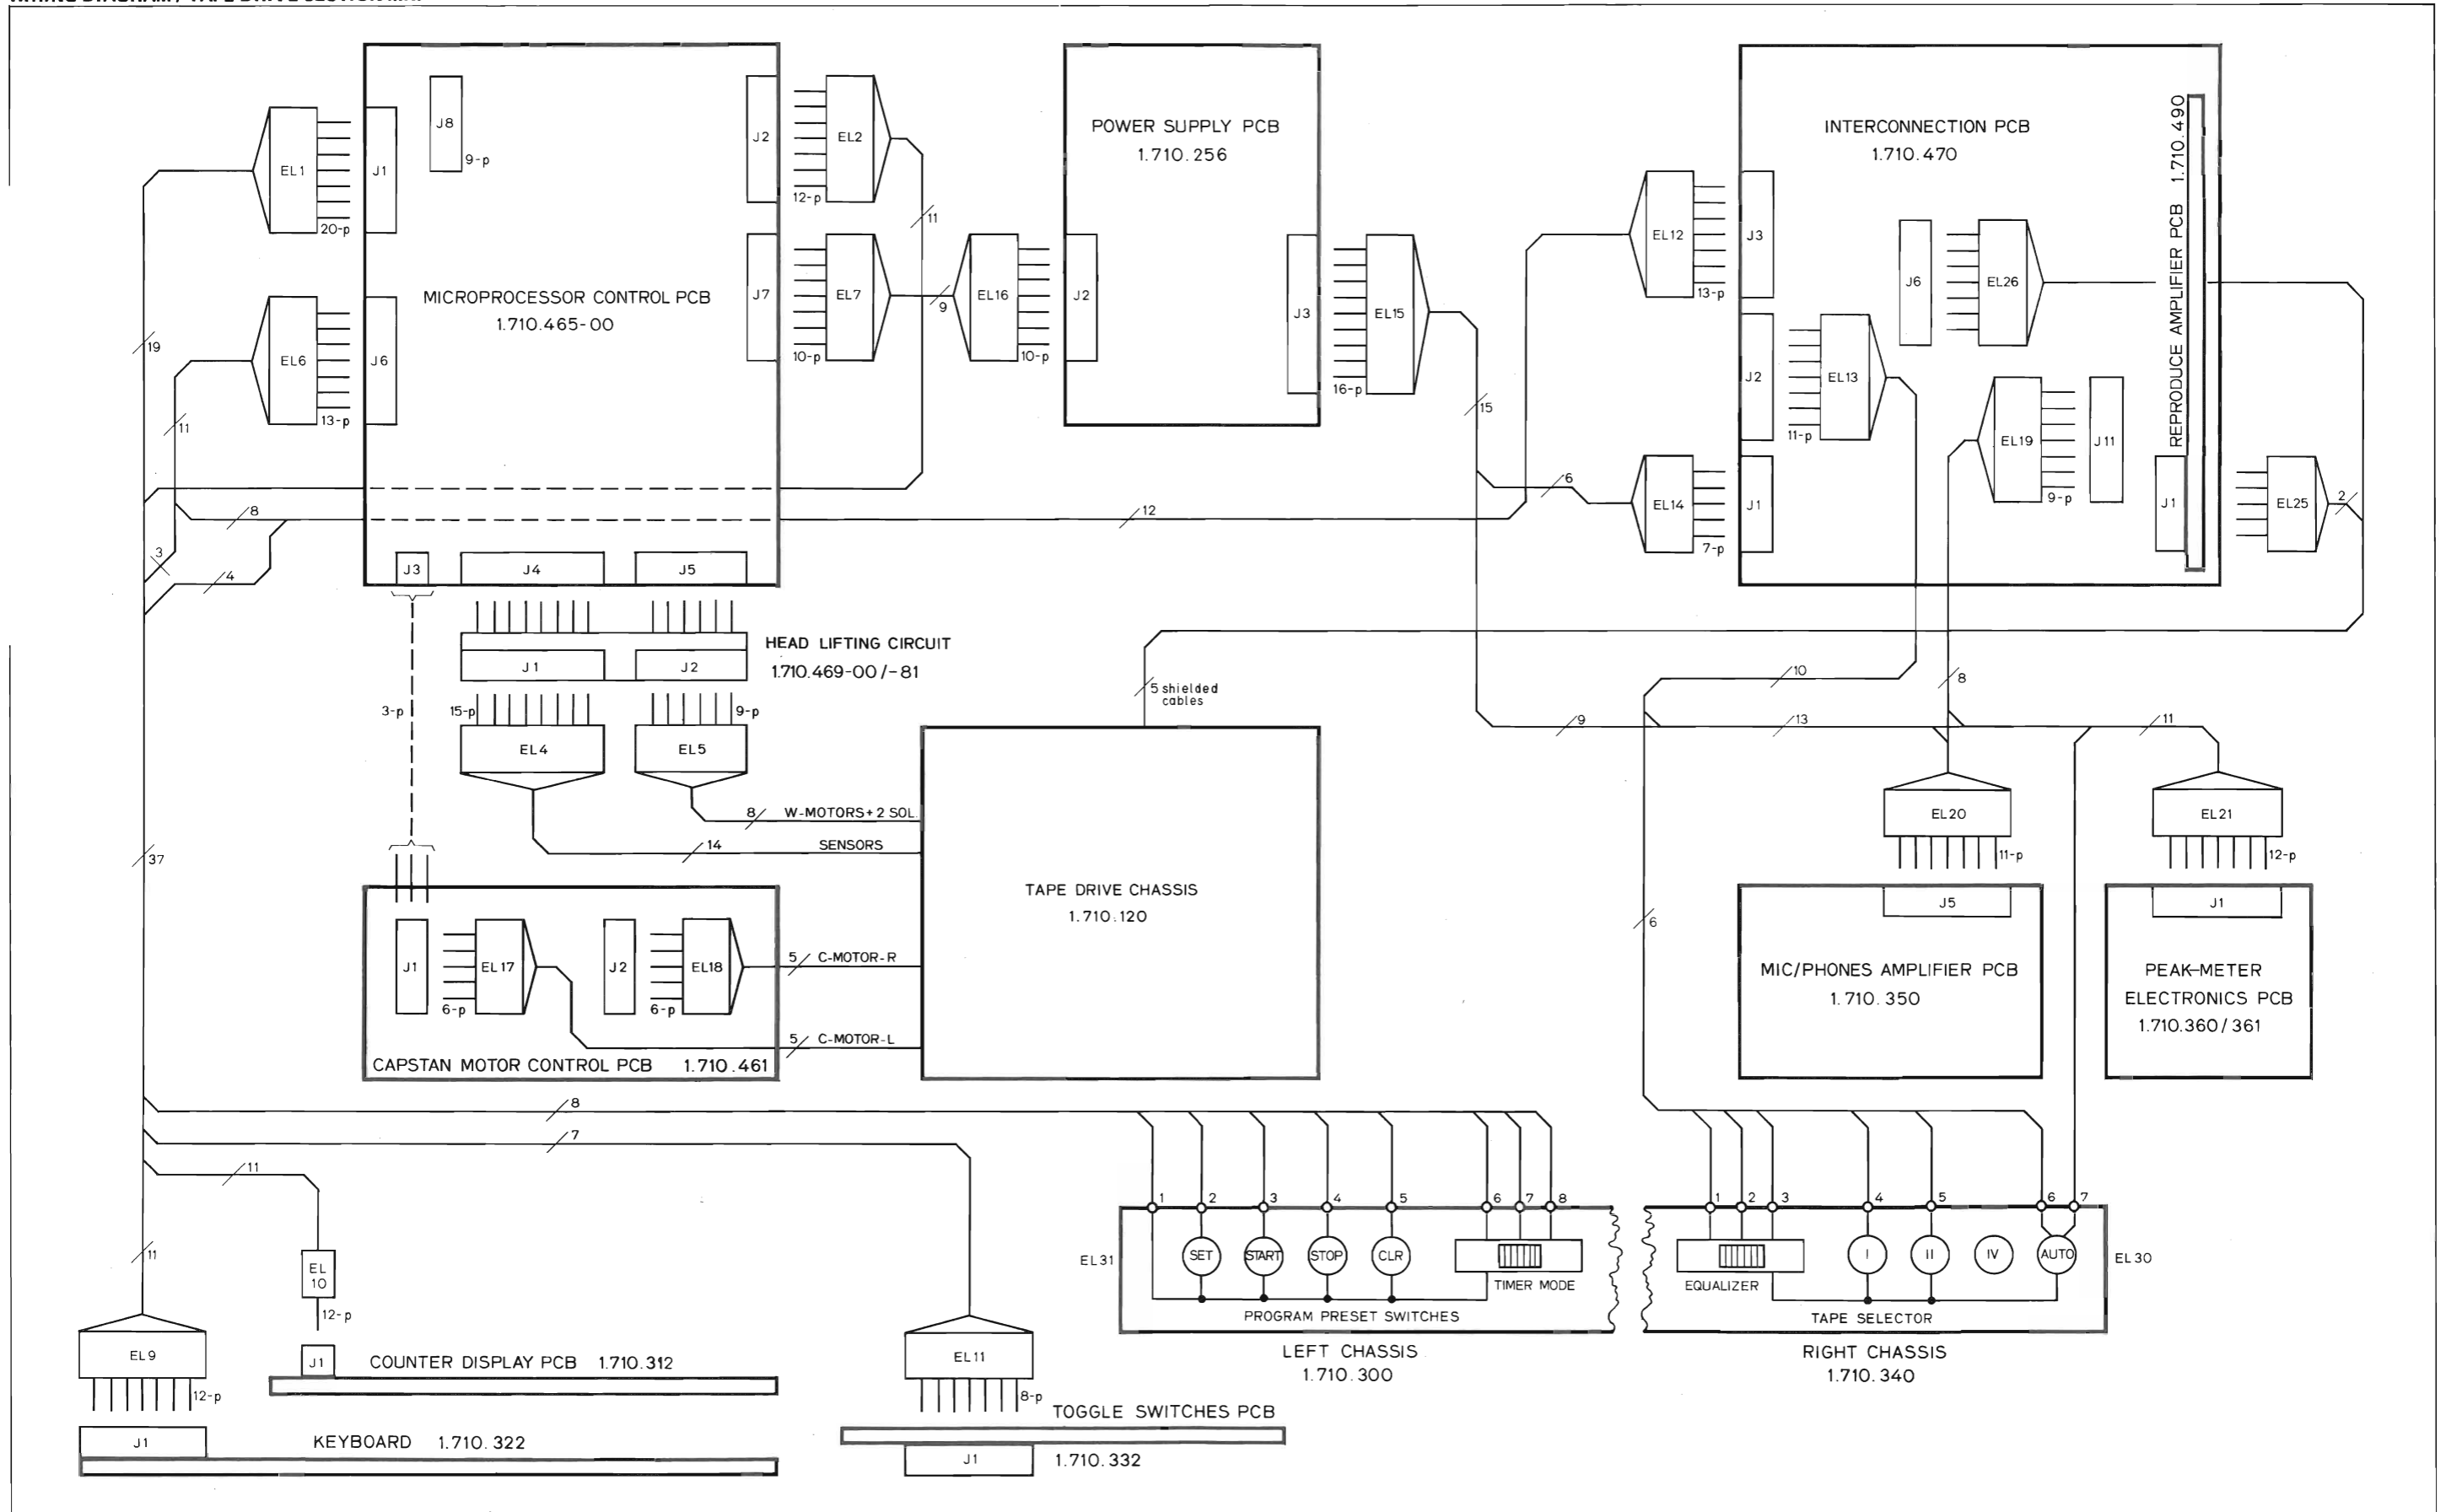 J8
9-p
EL1
20-p
J1
J2
12-p
EL2
11
MICROPROCESSOR CONTROL PCB
1.710.465-00
EL6
13-p
J6
J7
10-p
EL7
9
EL16
10-p
J2
POWER SUPPLY PCB
1.710.256
J3
16-p
EL15
15
19
11
8
3
4
12
6
37
J3
J4
J5
HEAD LIFTING CIRCUIT
1.710.469-00/-81
J1
J2
3-p
15-p
9-p
EL4
EL5
8
W-MOTORS+2 SOL.
14
SENSORS
5 shielded
cables
TAPE DRIVE CHASSIS
1.710.120
J1
6-p
EL17
J2
6-p
EL18
5
C-MOTOR-R
5
C-MOTOR-L
CAPSTAN MOTOR CONTROL PCB
1.710.461
INTERCONNECTION PCB
1.710.470
REPRODUCE AMPLIFIER PCB 1.710.490
EL12
13-p
J3
J6
EL26
J2
11-p
EL13
EL19
9-p
J11
EL14
7-p
J1
J1
EL25
2
10
8
9
13
11
6
EL20
11-p
J5
MIC/PHONES AMPLIFIER PCB
1.710.350
EL21
12-p
J1
PEAK-METER
ELECTRONICS PCB
1.710.360/361
8
7
11
11
EL
10
12-p
J1
COUNTER DISPLAY PCB 1.710.312
EL9
12-p
J1
KEYBOARD 1.710.322
EL11
8-p
TOGGLE SWITCHES PCB
J1
1.710.332
1
2
3
4
5
6
7
8
EL31
SET
START
STOP
CLR
TIMER MODE
PROGRAM PRESET SWITCHES
LEFT CHASSIS
1.710.300
1
2
3
4
5
6
7
EQUALIZER
I
II
IV
AUTO
EL30
TAPE SELECTOR
RIGHT CHASSIS
1.710.340